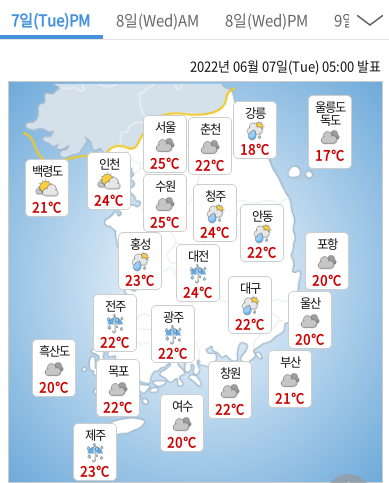 7일(Tue)PM 8일(Wed)AM 8일(Wed)PM 9일
2022년 06월 07일(Tue) 05:00 발표
서울
25℃
춘천
22℃
강릉
18℃
울릉도
독도
17℃
백령도
21℃
인천
24℃
수원
25℃
청주
24℃
안동
22℃
홍성
23℃
대전
24℃
포항
20℃
전주
22℃
광주
22℃
대구
22℃
울산
20℃
흑산도
20℃
목포
22℃
창원
22℃
부산
21℃
여수
20℃
제주
23℃